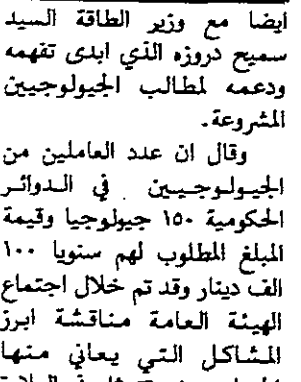 ايضا مع وزير الطاقة السيد
سميح دروزه الذي ابدى تفهمه
ودعمه لمطالب الجيولوجيين
المشروعة.
وقال ان عدد العاملين من
الجيولوجيين في الدوائر
الحكومية ١٥٠ جيولوجيا وقيمة
المبلغ المطلوب لهم سنويا ١٠٠
الف دينار وقد تم خلال اجتماع
الهيئة العامة مناقشة ابرز
المشاكل التي يعاني منها